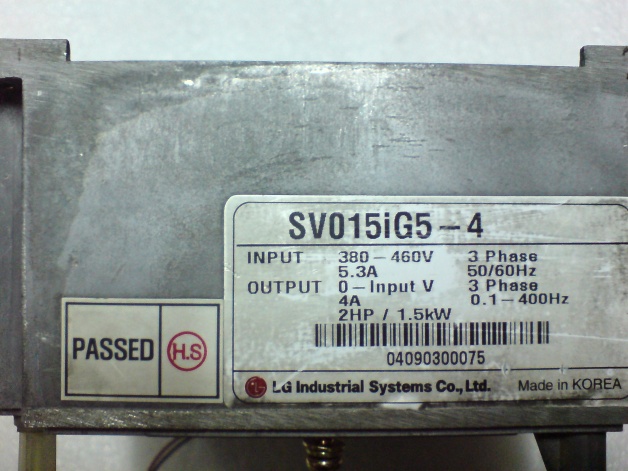 SV015iG5-4
INPUT 380-460V 3 Phase
5.3A 50/60Hz
OUTPUT 0-Input V 3 Phase
4A 0.1-400Hz
2HP / 1.5kW
04090300075
LG Industrial Systems Co., Ltd. Made in KOREA
PASSED H.S